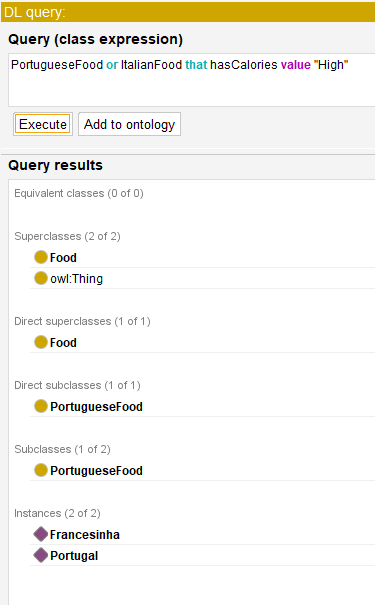 DL query:
Query (class expression)
PortugueseFood or ItalianFood that hasCalories value "High"
Execute Add to ontology
Query results
Equivalent classes (0 of 0)
Superclasses (2 of 2)
Food
owl:Thing
Direct superclasses (1 of 1)
Food
Direct subclasses (1 of 1)
PortugueseFood
Subclasses (1 of 2)
PortugueseFood
Instances (2 of 2)
Francesinha
Portugal